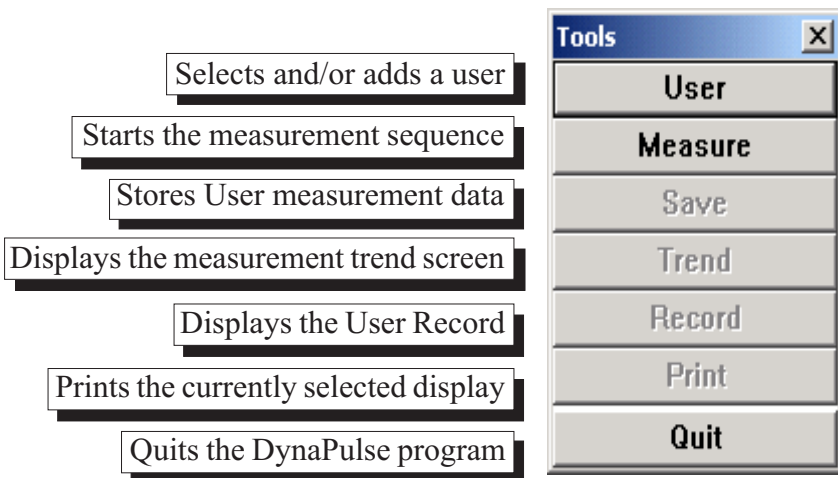 Tools
Selects and/or adds a user
User
Starts the measurement sequence
Measure
Stores User measurement data
Save
Displays the measurement trend screen
Trend
Displays the User Record
Record
Prints the currently selected display
Print
Quits the DynaPulse program
Quit